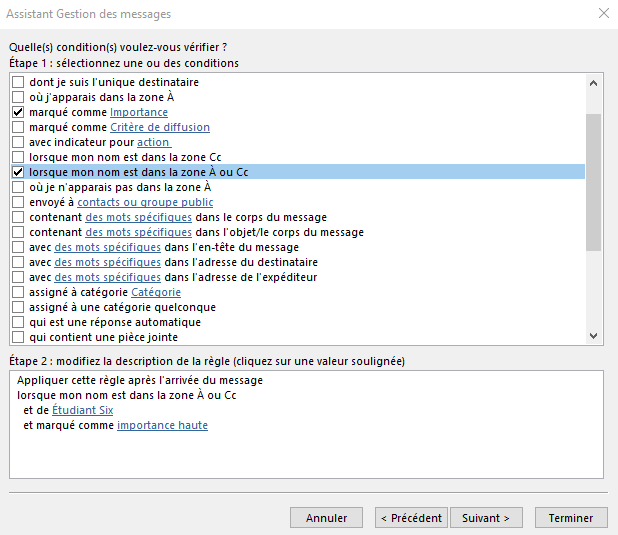 Assistant Gestion des messages
Quelle(s) condition(s) voulez-vous vérifier ?
Étape 1 : sélectionnez une ou des conditions
dont je suis l'unique destinataire
où j'apparais dans la zone À
marqué comme Importance
marqué comme Critère de diffusion
avec indicateur pour action
lorsque mon nom est dans la zone Cc
lorsque mon nom est dans la zone À ou Cc
où je n'apparais pas dans la zone À
envoyé à contacts ou groupe public
contenant des mots spécifiques dans le corps du message
contenant des mots spécifiques dans l'objet/le corps du message
avec des mots spécifiques dans l'en-tête du message
avec des mots spécifiques dans l'adresse du destinataire
avec des mots spécifiques dans l'adresse de l'expéditeur
assigné à catégorie Catégorie
assigné à une catégorie quelconque
qui est une réponse automatique
qui contient une pièce jointe
Étape 2 : modifiez la description de la règle (cliquez sur une valeur soulignée)
Appliquer cette règle après l'arrivée du message
lorsque mon nom est dans la zone À ou Cc
et de Étudiant Six
et marqué comme importance haute
Annuler
< Précédent
Suivant >
Terminer